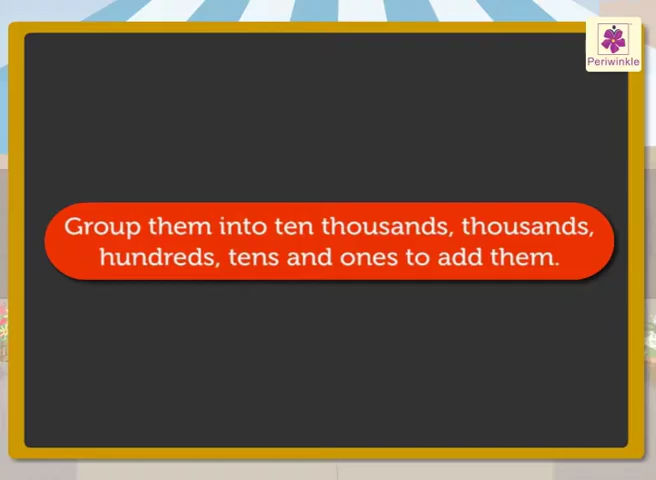 Periwinkle
Group them into ten thousands, thousands,
hundreds, tens and ones to add them.